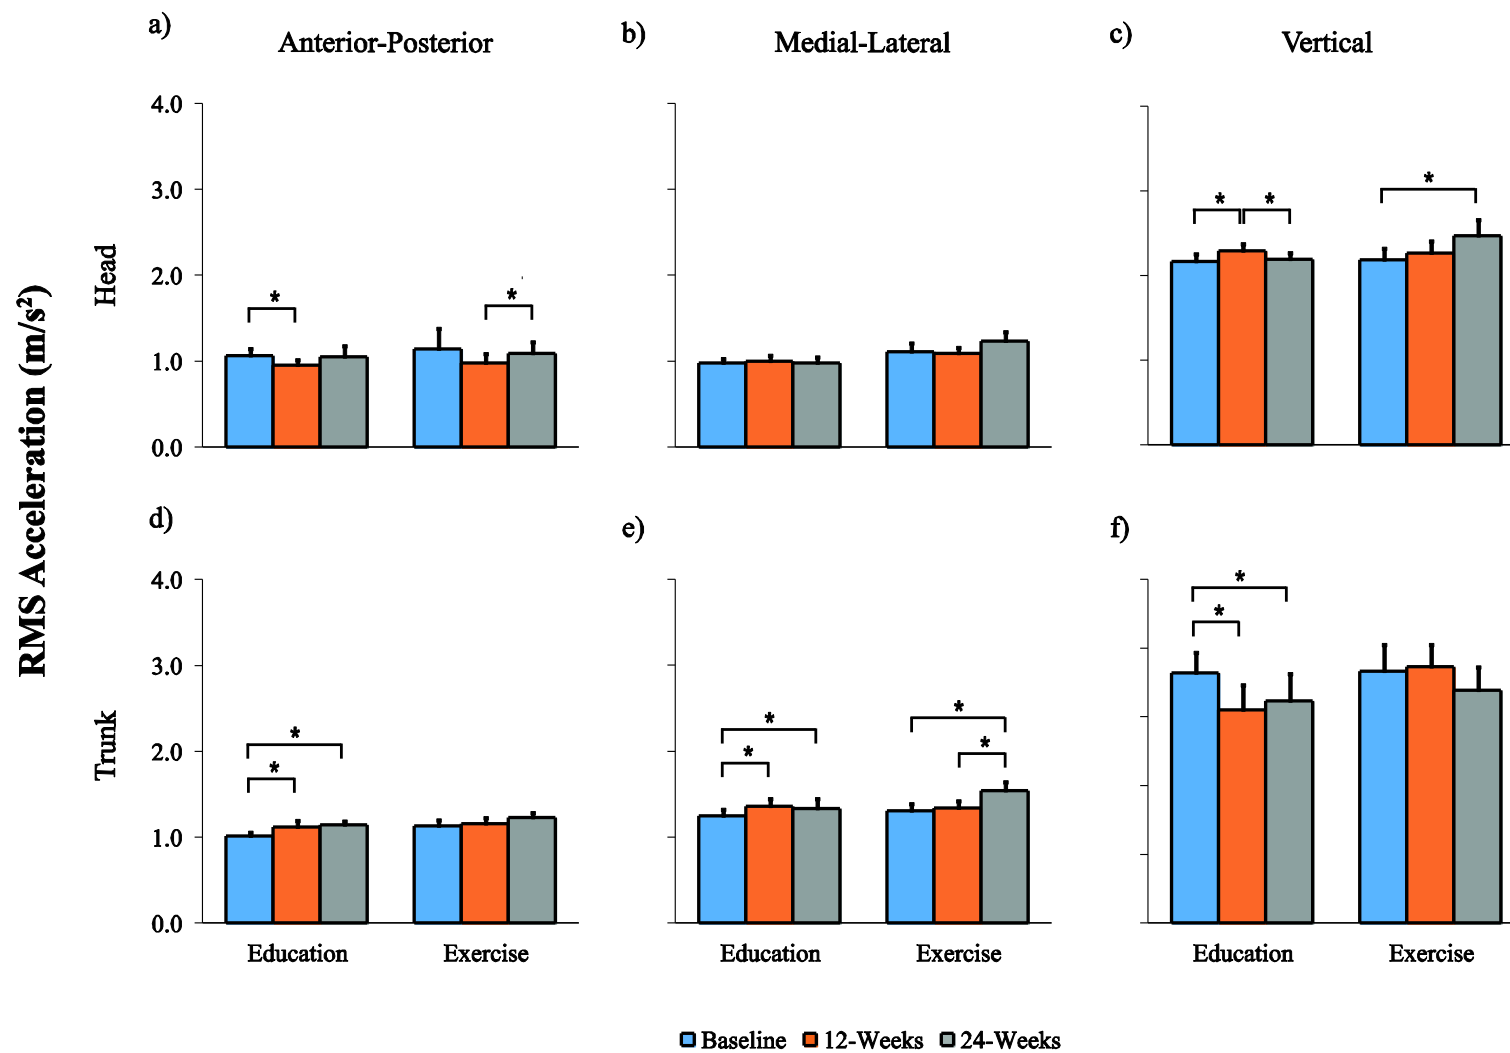 a)
Anterior-Posterior
b)
Medial-Lateral
c)
Vertical
RMS Acceleration (m/s²)
Head
4.0
3.0
2.0
1.0
0.0
*
*
*
*
*
d)
e)
f)
Trunk
4.0
3.0
2.0
1.0
0.0
*
*
*
*
*
*
*
*
Education
Exercise
Education
Exercise
Education
Exercise
Baseline
12-Weeks
24-Weeks